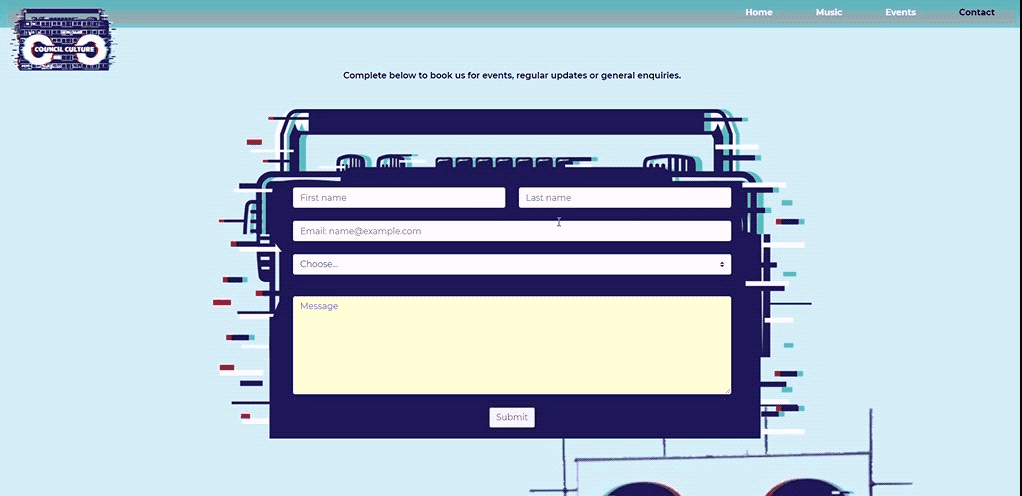 Home Music Events Contact
COUNCIL CULTURE
Complete below to book us for events, regular updates or general enquiries.
First name Last name
Email: name@example.com
Choose...
Message
Submit